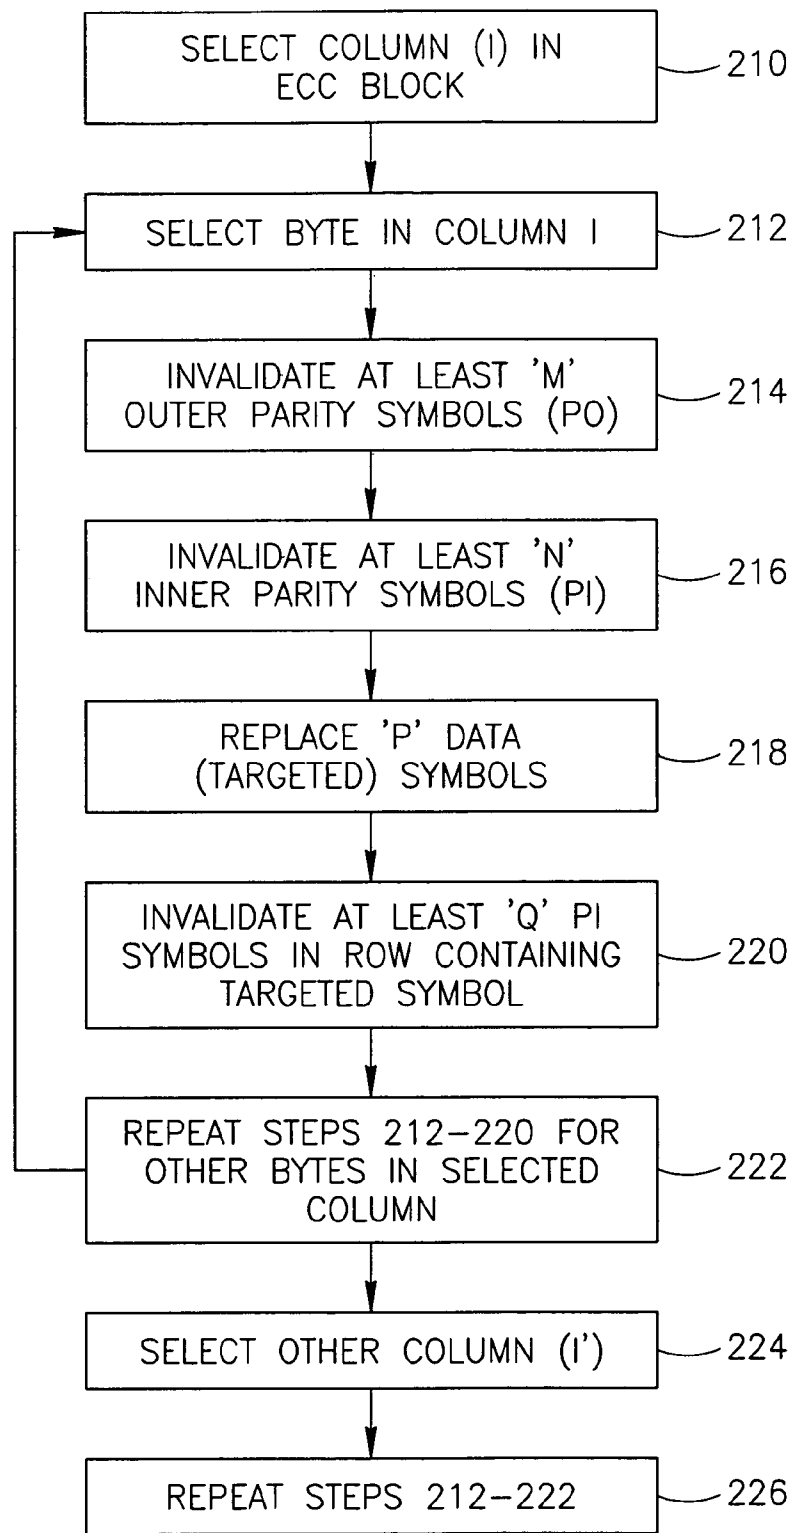 SELECT COLUMN (I) IN
ECC BLOCK
210
SELECT BYTE IN COLUMN I
212
INVALIDATE AT LEAST 'M'
OUTER PARITY SYMBOLS (PO)
214
INVALIDATE AT LEAST 'N'
INNER PARITY SYMBOLS (PI)
216
REPLACE 'P' DATA
(TARGETED) SYMBOLS
218
INVALIDATE AT LEAST 'Q' PI
SYMBOLS IN ROW CONTAINING
TARGETED SYMBOL
220
REPEAT STEPS 212-220 FOR
OTHER BYTES IN SELECTED
COLUMN
222
SELECT OTHER COLUMN (I')
224
REPEAT STEPS 212-222
226